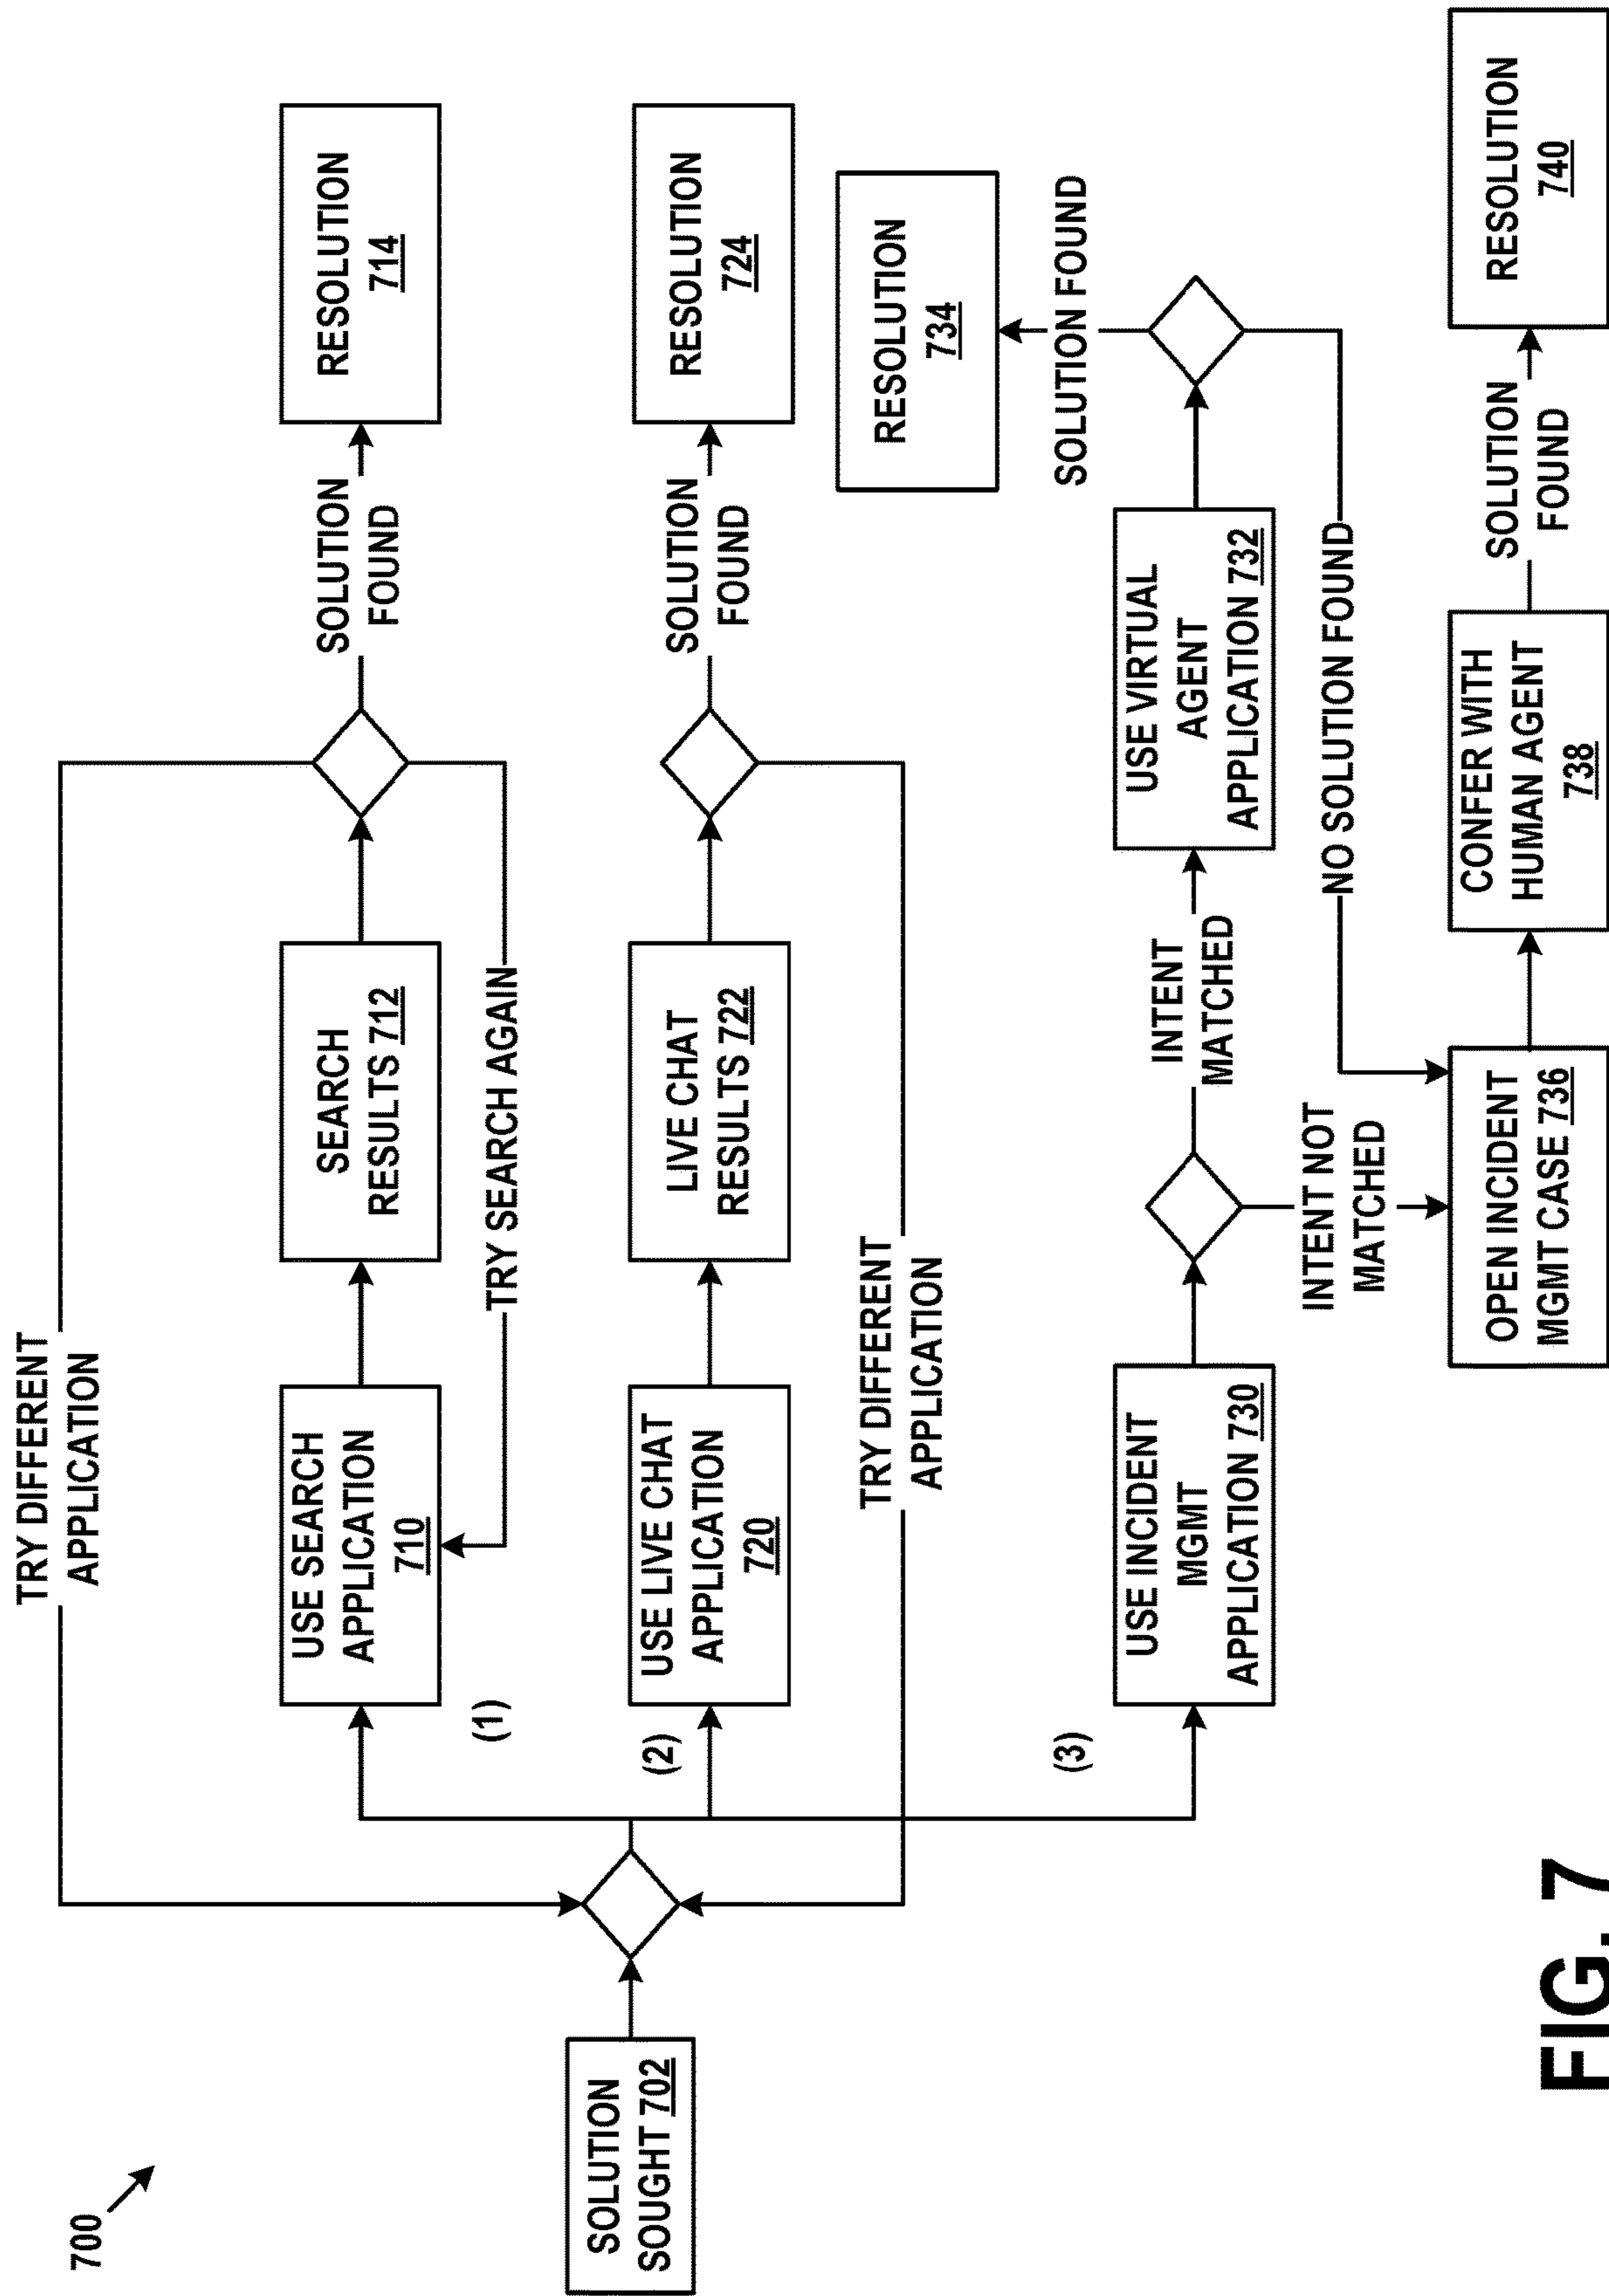 700
SOLUTION
SOUGHT 702
TRY DIFFERENT
APPLICATION
(1)
USE SEARCH
APPLICATION
710
SEARCH
RESULTS 712
TRY SEARCH AGAIN
SOLUTION
FOUND
RESOLUTION
714
(2)
USE LIVE CHAT
APPLICATION
720
LIVE CHAT
RESULTS 722
SOLUTION
FOUND
RESOLUTION
724
TRY DIFFERENT
APPLICATION
(3)
USE INCIDENT
MGMT
APPLICATION 730
INTENT
MATCHED
USE VIRTUAL
AGENT
APPLICATION 732
SOLUTION FOUND
RESOLUTION
734
INTENT NOT
MATCHED
NO SOLUTION FOUND
OPEN INCIDENT
MGMT CASE 736
CONFER WITH
HUMAN AGENT
738
SOLUTION
FOUND
RESOLUTION
740
FIG. 7